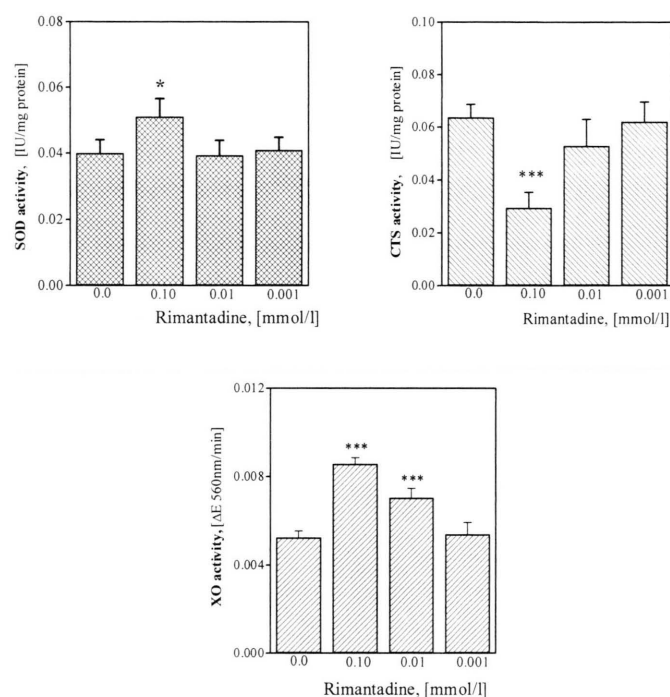 SOD activity, [IU/mg protein]
0.08
0.06
0.04
0.02
0.00
*
0.0 0.10 0.01 0.001
Rimantadine, [mmol/l]
CTS activity, [IU/mg protein]
0.10
0.08
0.06
0.04
0.02
0.00
***
0.0 0.10 0.01 0.001
Rimantadine, [mmol/l]
XO activity, [ΔE 560nm/min]
0.012
0.008
0.004
0.000
***
***
0.0 0.10 0.01 0.001
Rimantadine, [mmol/l]